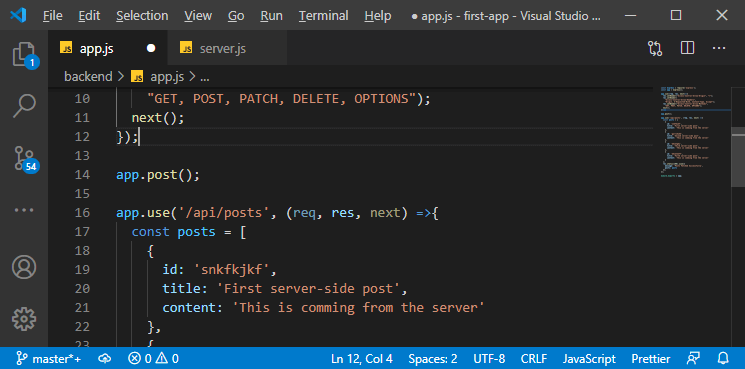 File Edit Selection View Go Run Terminal Help ● app.js - first-app - Visual Studio ...
JS app.js ● JS server.js ...
backend > JS app.js > ...
10 "GET, POST, PATCH, DELETE, OPTIONS");
11 next();
12 });
13
14 app.post();
15
16 app.use('/api/posts', (req, res, next) =>{
17 const posts = [
18 {
19 id: 'snkfkjkf',
20 title: 'First server-side post',
21 content: 'This is comming from the server'
22 },
23 {
1
54
master*+ 0 0 Ln 12, Col 4 Spaces: 2 UTF-8 CRLF JavaScript Prettier